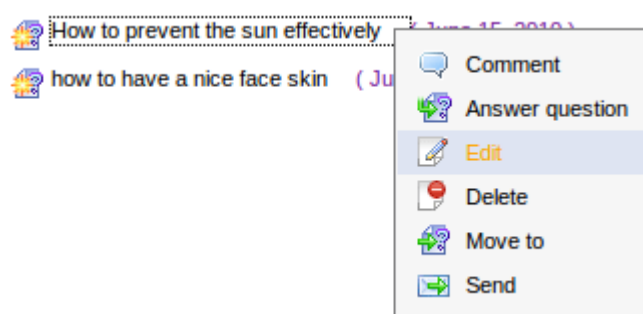 How to prevent the sun effectively
how to have a nice face skin ( Ju
Comment
Answer question
Edit
Delete
Move to
Send